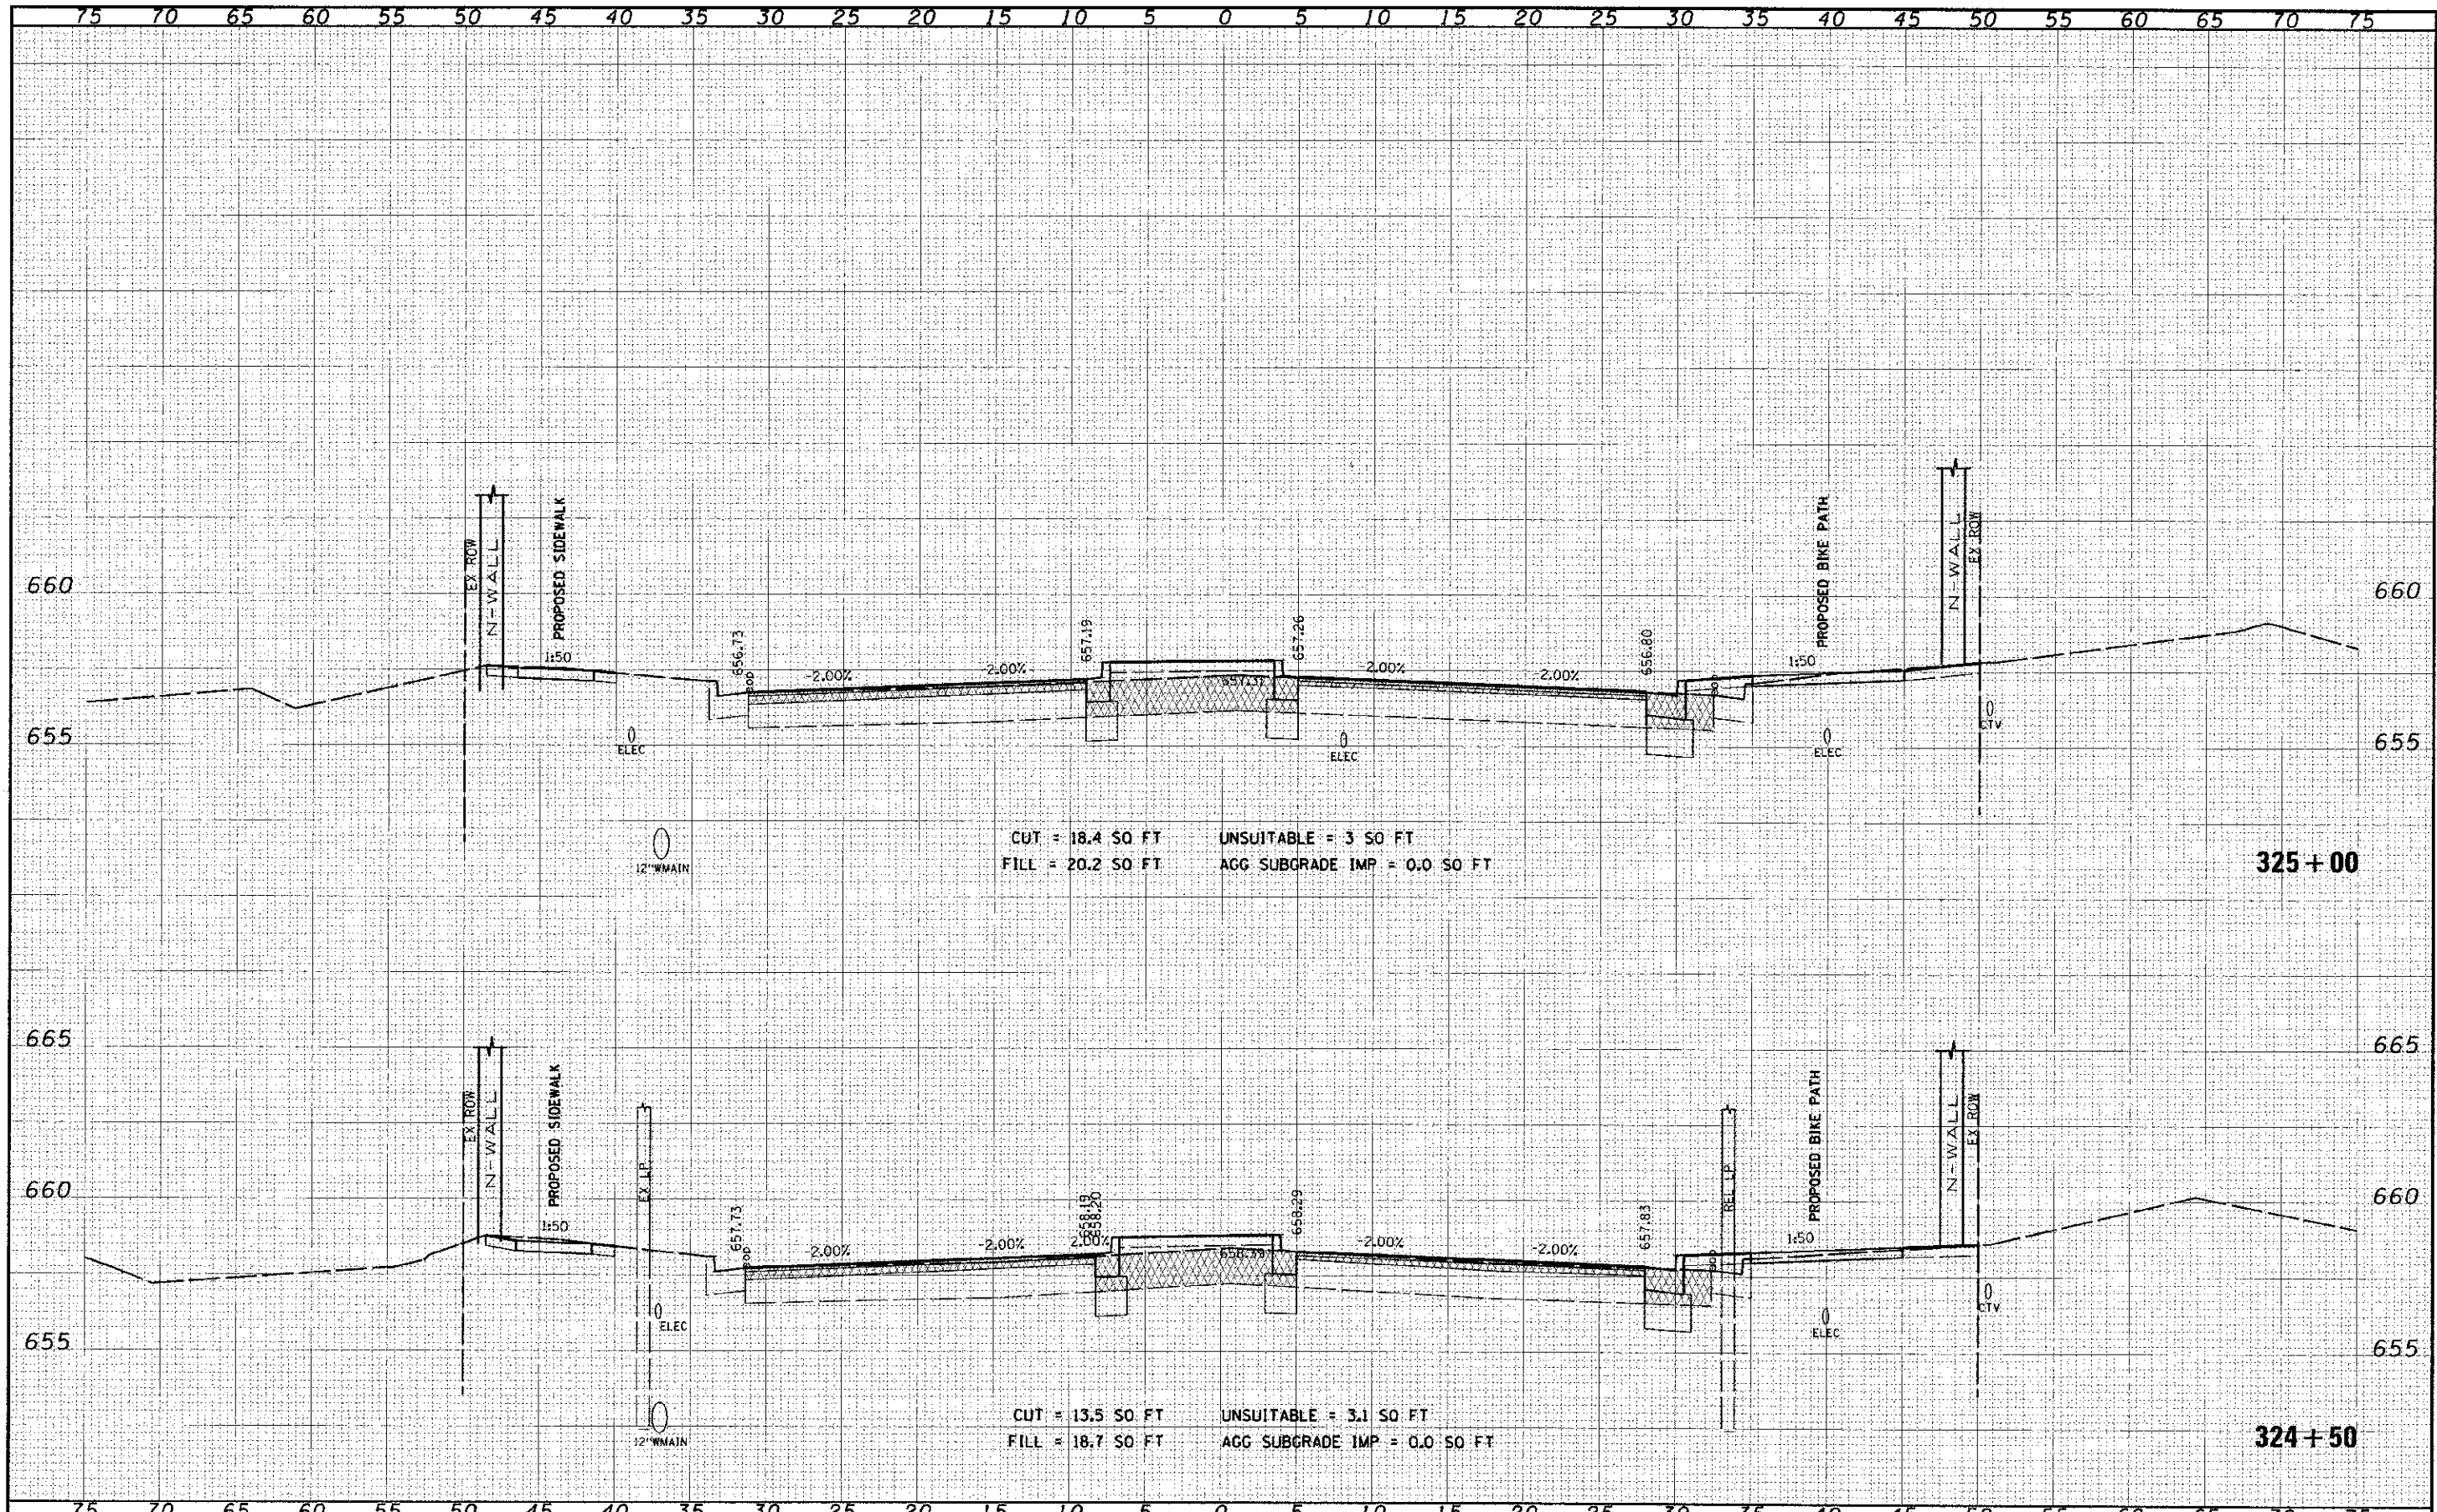 75 70 65 60 55 50 45 40 35 30 25 20 15 10 5 0 5 10 15 20 25 30 35 40 45 50 55 60 65 70 75
EX ROW
N-WALL
PROPOSED SIDEWALK
1:50
656.73
-2.00%
-2.00%
657.19
657.26
-2.00%
-2.00%
656.80
PROPOSED BIKE PATH
1:50
N-WALL
EX ROW
660
660
655
655
ELEC
ELEC
ELEC
CTV
12"WMAIN
CUT = 18.4 SQ FT UNSUITABLE = 3 SQ FT
FILL = 20.2 SQ FT AGG SUBGRADE IMP = 0.0 SQ FT
325+00
665
665
EX ROW
N-WALL
PROPOSED SIDEWALK
1:50
EX LP
657.73
-2.00%
-2.00%
2.00%
658.19
658.20
658.29
-2.00%
-2.00%
657.83
REL LP
PROPOSED BIKE PATH
1:50
N-WALL
EX ROW
660
660
655
655
ELEC
ELEC
CTV
12"WMAIN
CUT = 13.5 SQ FT UNSUITABLE = 3.1 SQ FT
FILL = 18.7 SQ FT AGG SUBGRADE IMP = 0.0 SQ FT
324+50
75 70 65 60 55 50 45 40 35 30 25 20 15 10 5 0 5 10 15 20 25 30 35 40 45 50 55 60 65 70 75